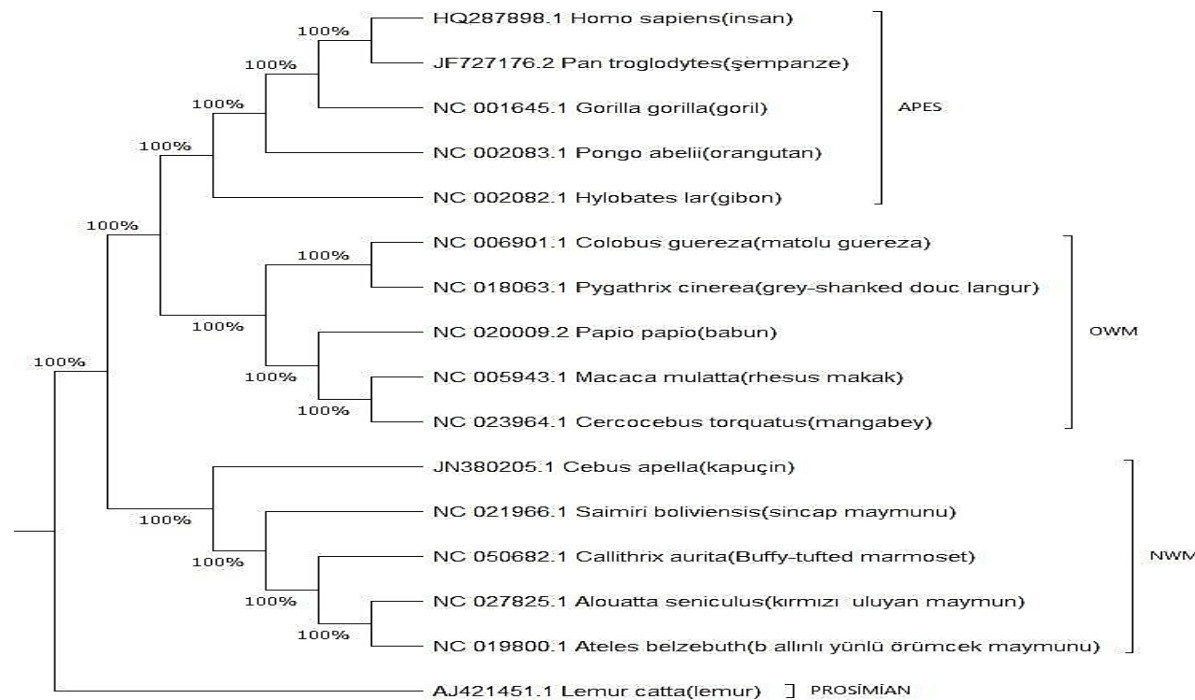 100%
HQ287898.1 Homo sapiens(insan)
100%
JF727176.2 Pan troglodytes(şempanze)
100%
NC 001645.1 Gorilla gorilla(goril)
APES
100%
NC 002083.1 Pongo abelii(orangutan)
100%
NC 002082.1 Hylobates lar(gibon)
100%
NC 006901.1 Colobus guereza(matolu guereza)
100%
NC 018063.1 Pygathrix cinerea(grey-shanked douc langur)
100%
NC 020009.2 Papio papio(babun)
OWM
100%
100%
NC 005943.1 Macaca mulatta(rhesus makak)
100%
NC 023964.1 Cercocebus torquatus(mangabey)
JN380205.1 Cebus apella(kapuçin)
100%
NC 021966.1 Saimiri boliviensis(sincap maymunu)
100%
NC 050682.1 Callithrix aurita(Buffy-tufted marmoset)
NWM
100%
NC 027825.1 Alouatta seniculus(kırmızı uluyan maymun)
100%
NC 019800.1 Ateles belzebuth(b allınlı yünlü örümcek maymunu)
AJ421451.1 Lemur catta(lemur)
PROSİMİAN